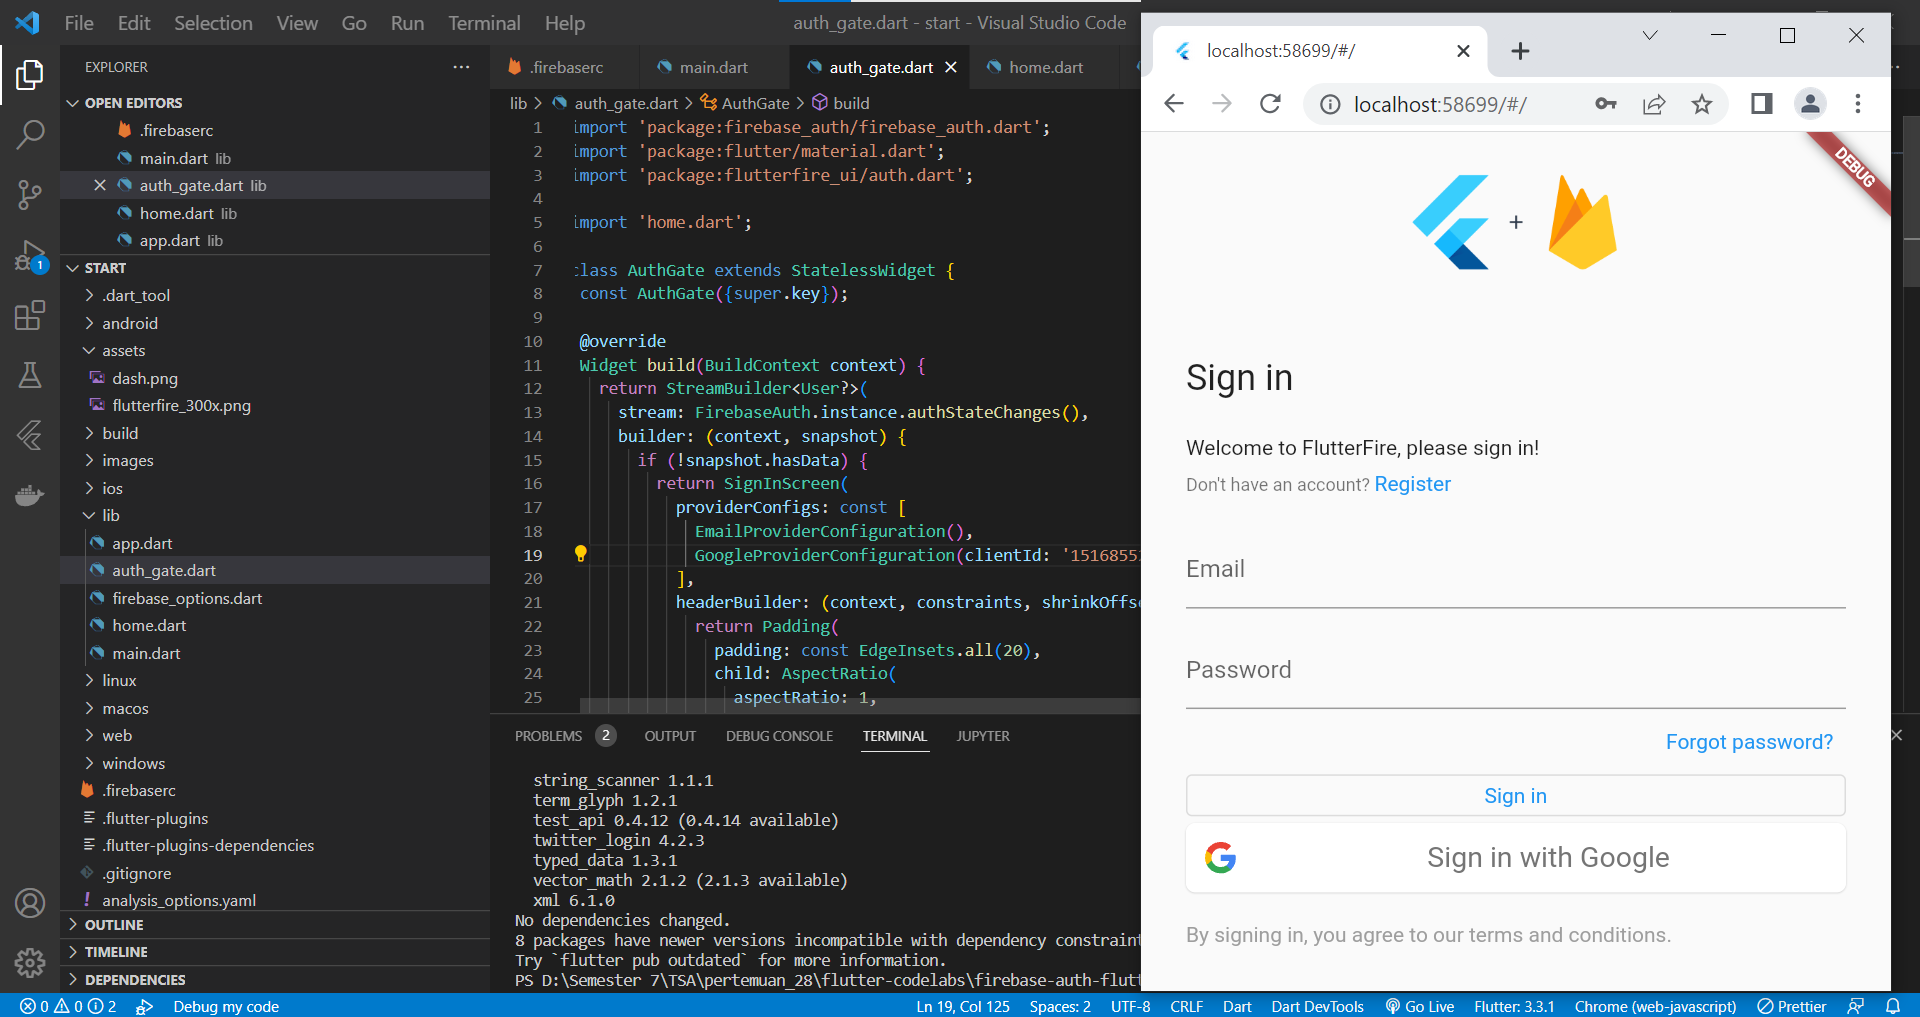 File Edit Selection View Go Run Terminal Help
auth_gate.dart - start - Visual Studio Code
EXPLORER
OPEN EDITORS
.firebaserc
main.dart lib
auth_gate.dart lib
home.dart lib
app.dart lib
1
START
.dart_tool
android
assets
dash.png
flutterfire_300x.png
build
images
ios
lib
app.dart
auth_gate.dart
firebase_options.dart
home.dart
main.dart
linux
macos
web
windows
.firebaserc
.flutter-plugins
.flutter-plugins-dependencies
.gitignore
analysis_options.yaml
OUTLINE
TIMELINE
DEPENDENCIES
.firebaserc main.dart auth_gate.dart home.dart
lib > auth_gate.dart > AuthGate > build
1 import 'package:firebase_auth/firebase_auth.dart';
2 import 'package:flutter/material.dart';
3 import 'package:flutterfire_ui/auth.dart';
4
5 import 'home.dart';
6
7 class AuthGate extends StatelessWidget {
8 const AuthGate({super.key});
9
10 @override
11 Widget build(BuildContext context) {
12 return StreamBuilder<User?>(
13 stream: FirebaseAuth.instance.authStateChanges(),
14 builder: (context, snapshot) {
15 if (!snapshot.hasData) {
16 return SignInScreen(
17 providerConfigs: const [
18 EmailProviderConfiguration(),
19 GoogleProviderConfiguration(clientId: '1516855
20 ],
21 headerBuilder: (context, constraints, shrinkOffs
22 return Padding(
23 padding: const EdgeInsets.all(20),
24 child: AspectRatio(
25 aspectRatio: 1,
PROBLEMS 2 OUTPUT DEBUG CONSOLE TERMINAL JUPYTER
string_scanner 1.1.1
term_glyph 1.2.1
test_api 0.4.12 (0.4.14 available)
twitter_login 4.2.3
typed_data 1.3.1
vector_math 2.1.2 (2.1.3 available)
xml 6.1.0
No dependencies changed.
8 packages have newer versions incompatible with dependency constraint
Try `flutter pub outdated` for more information.
PS D:\Semester 7\TSA\pertemuan_28\flutter-codelabs\firebase-auth-flut
localhost:58699/#/
localhost:58699/#/
DEBUG
+
Sign in
Welcome to FlutterFire, please sign in!
Don't have an account? Register
Email
Password
Forgot password?
Sign in
Sign in with Google
By signing in, you agree to our terms and conditions.
0 0 2 Debug my code Ln 19, Col 125 Spaces: 2 UTF-8 CRLF Dart Dart DevTools Go Live Flutter: 3.3.1 Chrome (web-javascript) Prettier